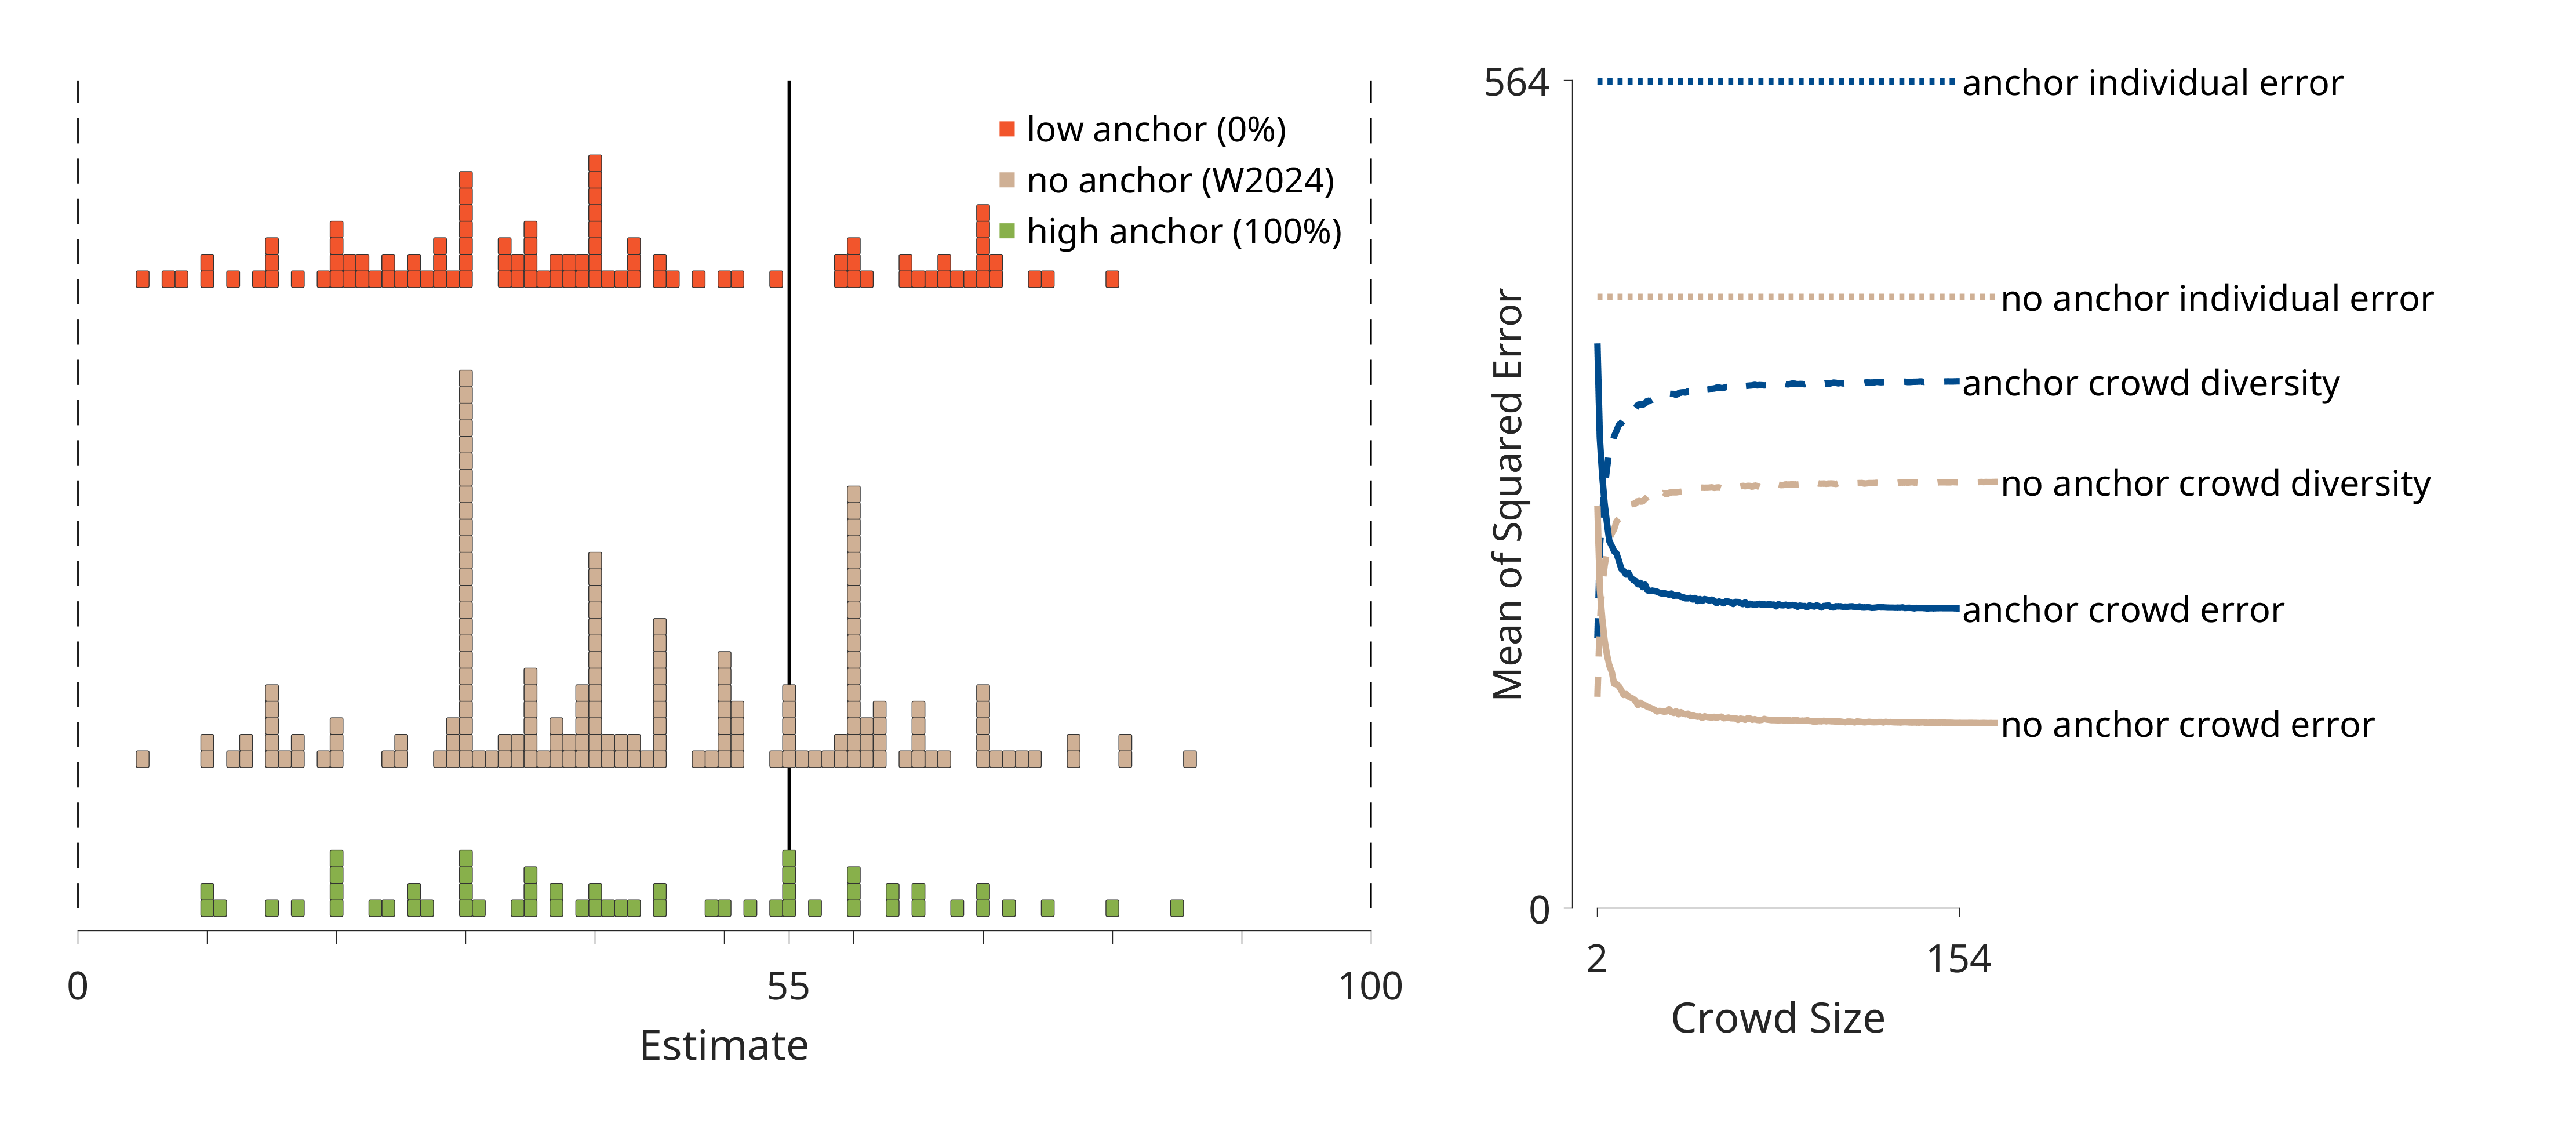 low anchor (0%)
no anchor (W2024)
high anchor (100%)
0
55
100
Estimate
564
0
Mean of Squared Error
anchor individual error
no anchor individual error
anchor crowd diversity
no anchor crowd diversity
anchor crowd error
no anchor crowd error
2
154
Crowd Size